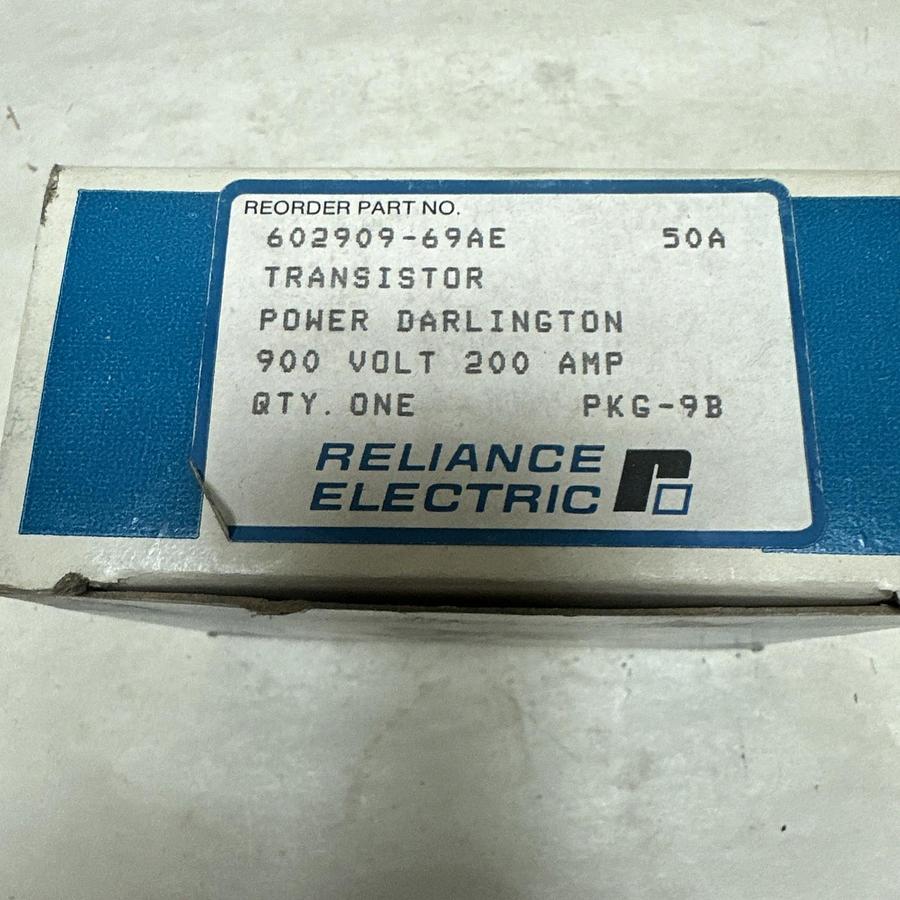 REORDER PART NO.
602909-69AE 50A
TRANSISTOR
POWER DARLINGTON
900 VOLT 200 AMP
QTY. ONE PKG-9B
RELIANCE
ELECTRIC